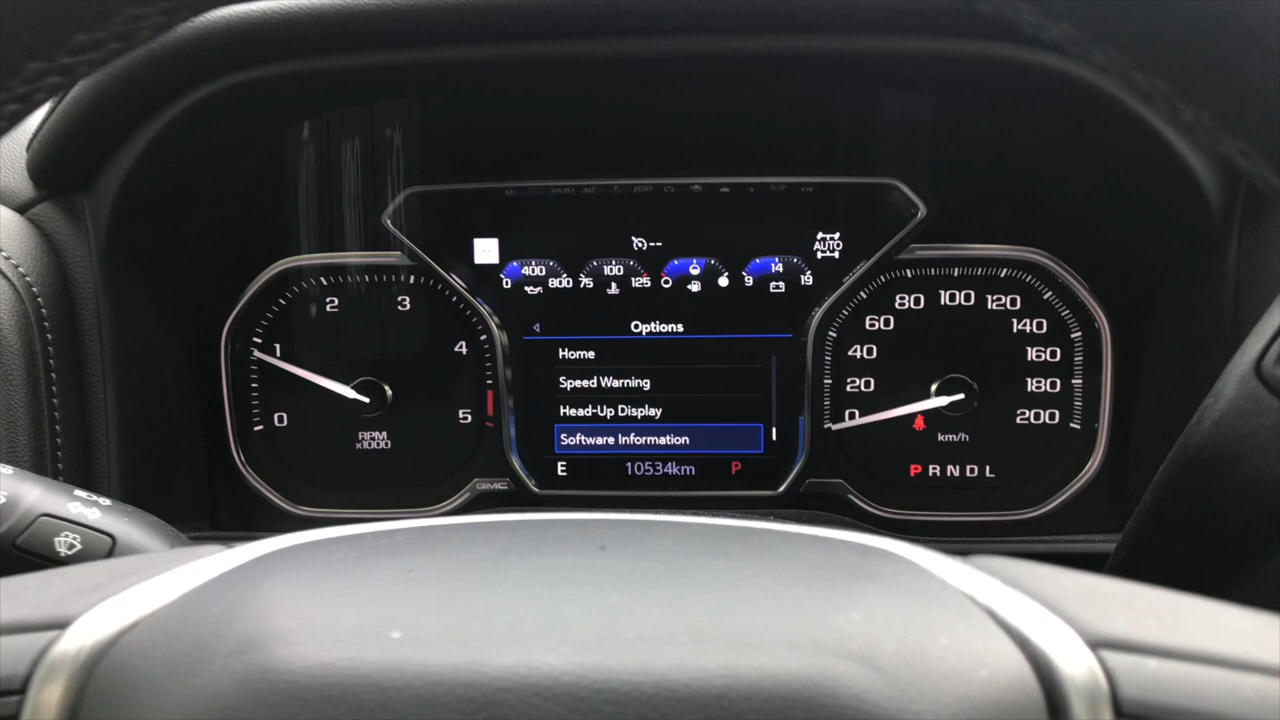 AUTO
--
0 400 800
75 100 125
9 14 19
Options
Home
Speed Warning
Head-Up Display
Software Information
E 10534km P
0 1 2 3 4 5
RPM
x1000
GMC
0 20 40 60 80 100 120 140 160 180 200
km/h
P R N D L